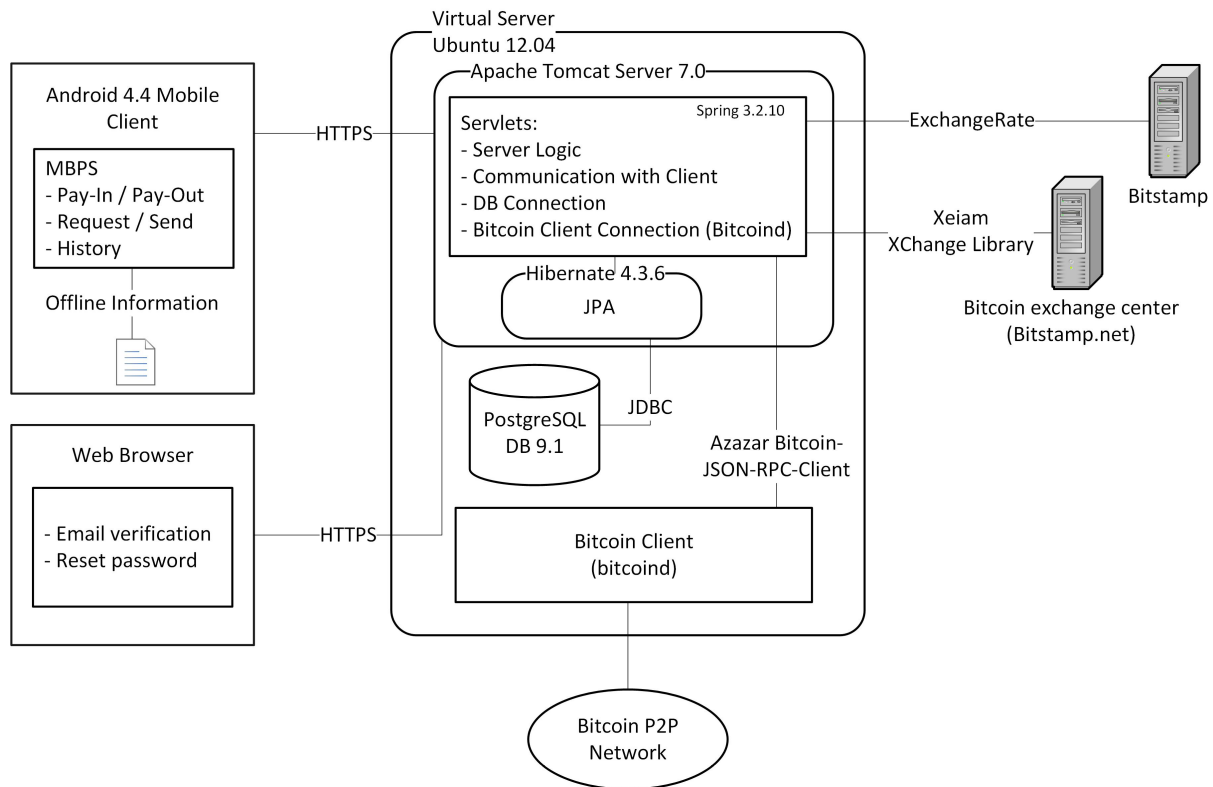 Virtual Server
Ubuntu 12.04
Apache Tomcat Server 7.0
Android 4.4 Mobile
Client
MBPS
- Pay-In / Pay-Out
- Request / Send
- History
Offline Information
HTTPS
Spring 3.2.10
Servlets:
- Server Logic
- Communication with Client
- DB Connection
- Bitcoin Client Connection (Bitcoind)
Hibernate 4.3.6
JPA
ExchangeRate
Bitstamp
Xeiam
XChange Library
Bitcoin exchange center
(Bitstamp.net)
PostgreSQL
DB 9.1
JDBC
Azazar Bitcoin-
JSON-RPC-Client
Web Browser
- Email verification
- Reset password
HTTPS
Bitcoin Client
(bitcoind)
Bitcoin P2P
Network